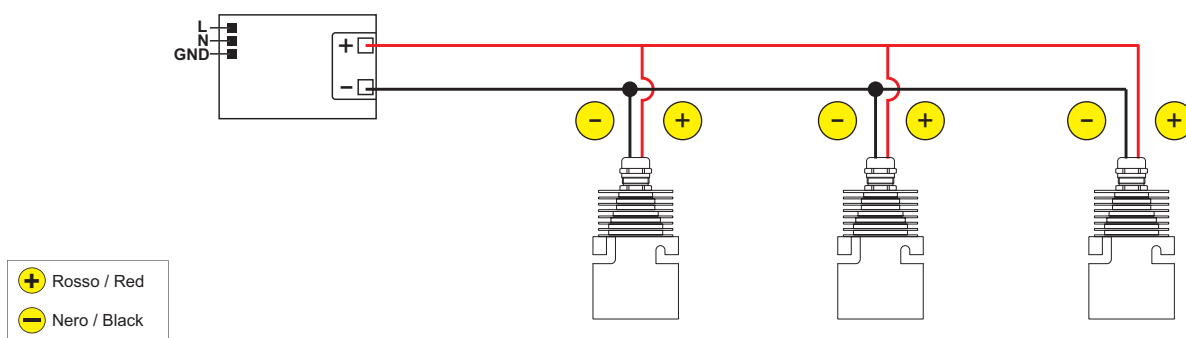 L
N
GND
+
−
− +
− +
− +
+ Rosso / Red
− Nero / Black